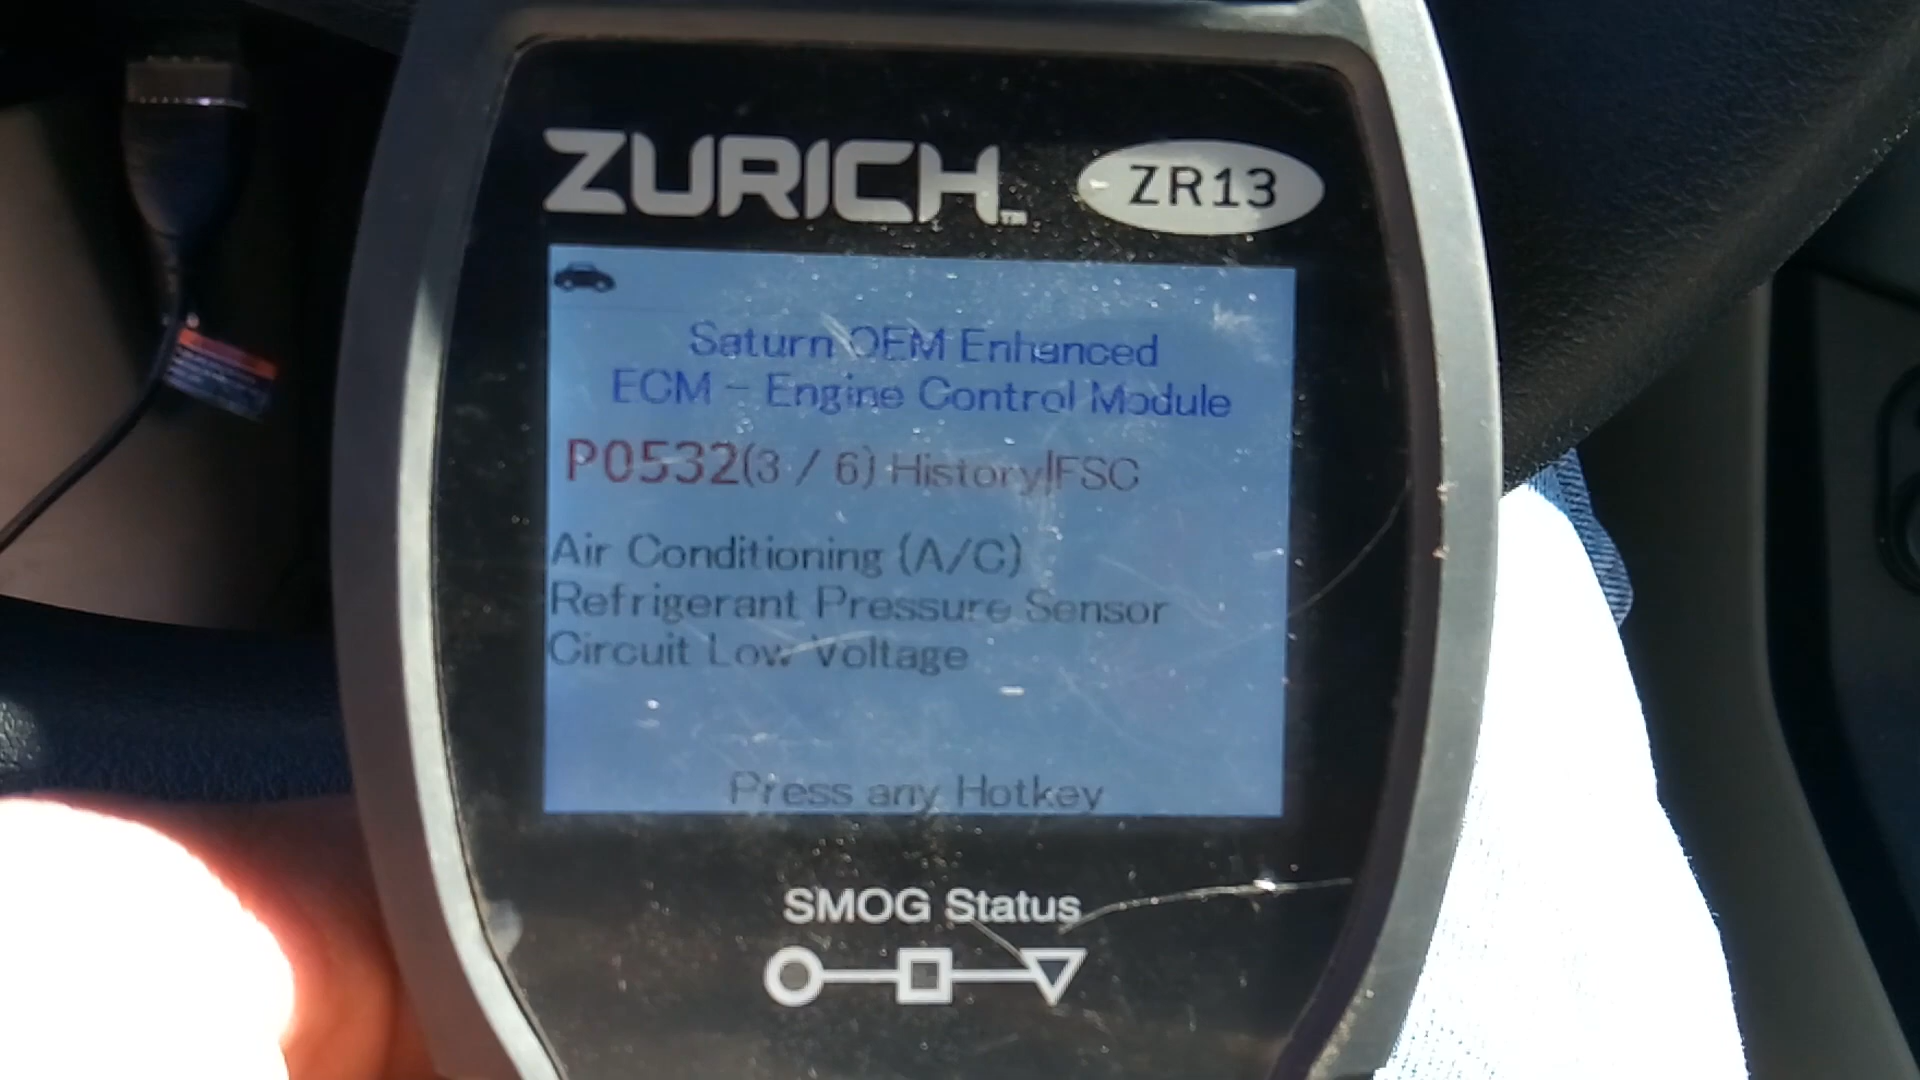 ZURICH™ ZR13
Saturn OEM Enhanced
ECM - Engine Control Module
P0532(3 / 6) History|FSC
Air Conditioning (A/C)
Refrigerant Pressure Sensor
Circuit Low Voltage
Press any Hotkey
SMOG Status